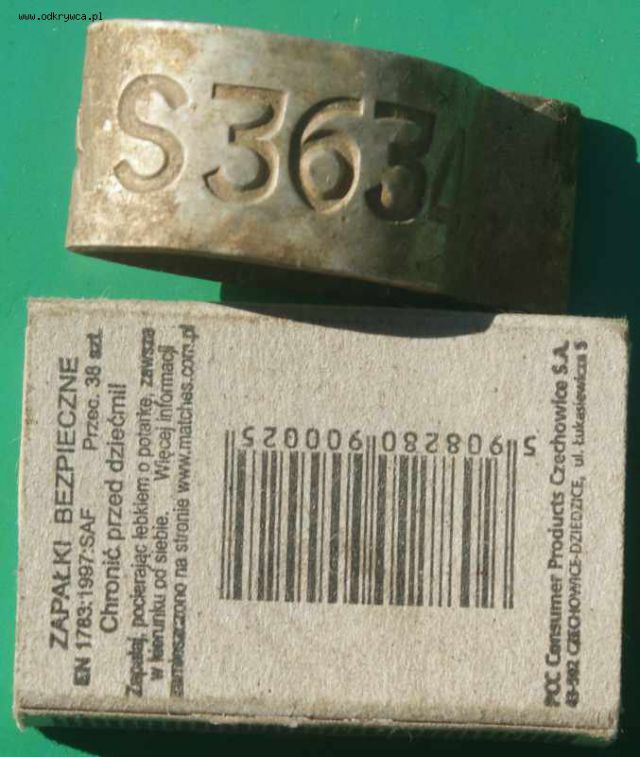 www.odkrywca.pl
S 3634
ZAPAŁKI BEZPIECZNE
EN 1783:1997:SAF Przec. 38 szt.
Chronić przed dziećmi!
Zapalaj, pocierając łebkiem o potarkę, zawsze
w kierunku od siebie. Więcej informacji
zamieszczono na stronie www.matches.com.pl
5 908280 900025
PCC Consumer Products Czechowice S.A.
43-502 CZECHOWICE-DZIEDZICE, ul. Łukasiewicza 5